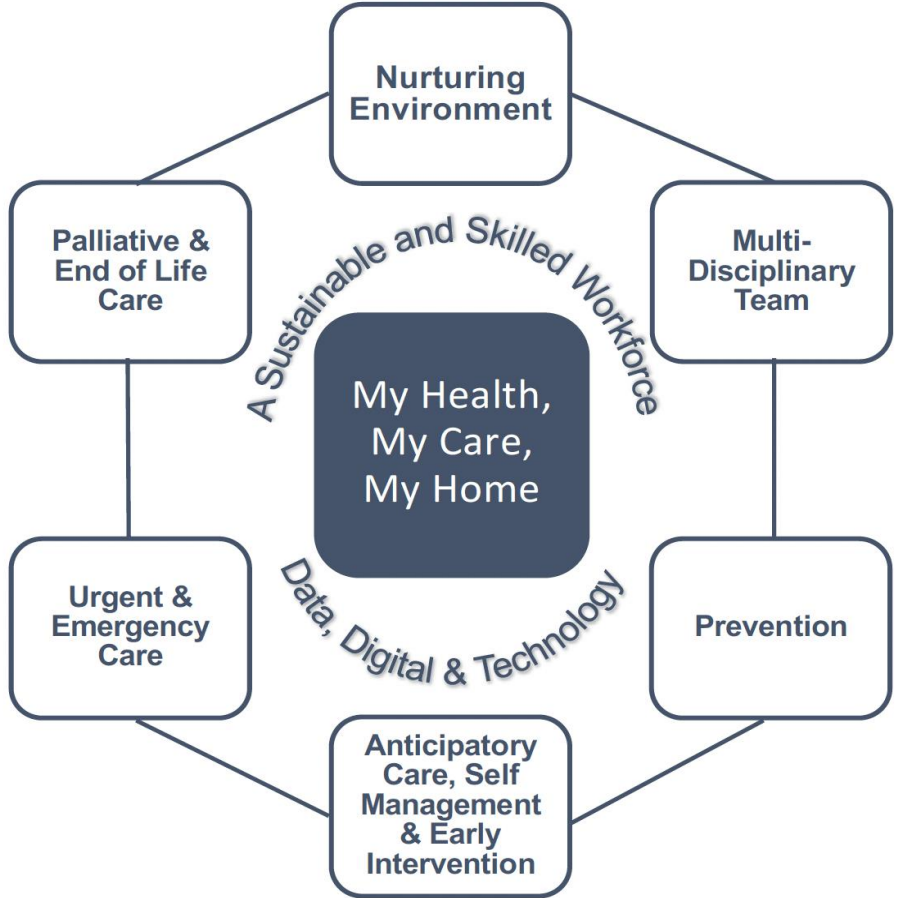 Nurturing
Environment
Palliative &
End of Life
Care
A Sustainable and Skilled Workforce
Multi-
Disciplinary
Team
My Health,
My Care,
My Home
Urgent &
Emergency
Care
Data, Digital & Technology
Prevention
Anticipatory
Care, Self
Management
& Early
Intervention